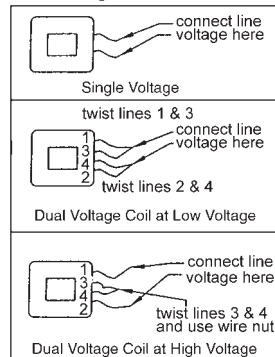 connect line
voltage here
Single Voltage
twist lines 1 & 3
connect line
voltage here
1
3
4
2
twist lines 2 & 4
Dual Voltage Coil at Low Voltage
connect line
voltage here
1
3
4
2
twist lines 3 & 4
and use wire nut
Dual Voltage Coil at High Voltage